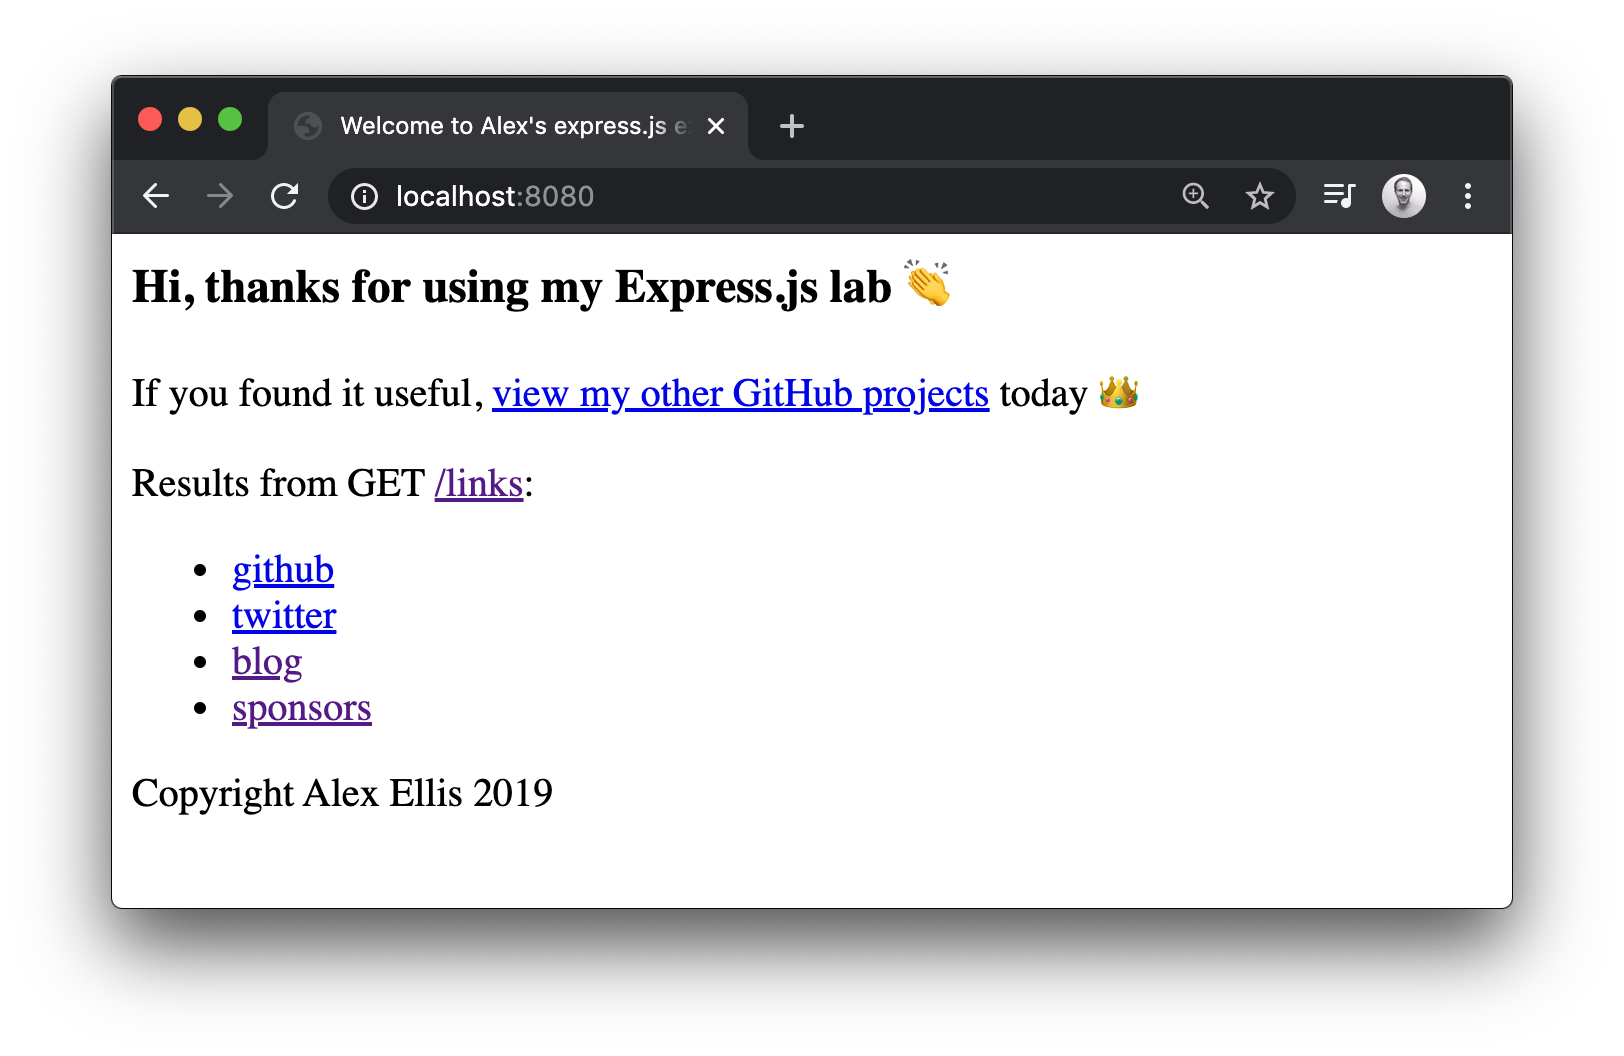 Welcome to Alex's express.js
localhost:8080
Hi, thanks for using my Express.js lab 👏
If you found it useful, view my other GitHub projects today 👑
Results from GET /links:
• github
• twitter
• blog
• sponsors
Copyright Alex Ellis 2019